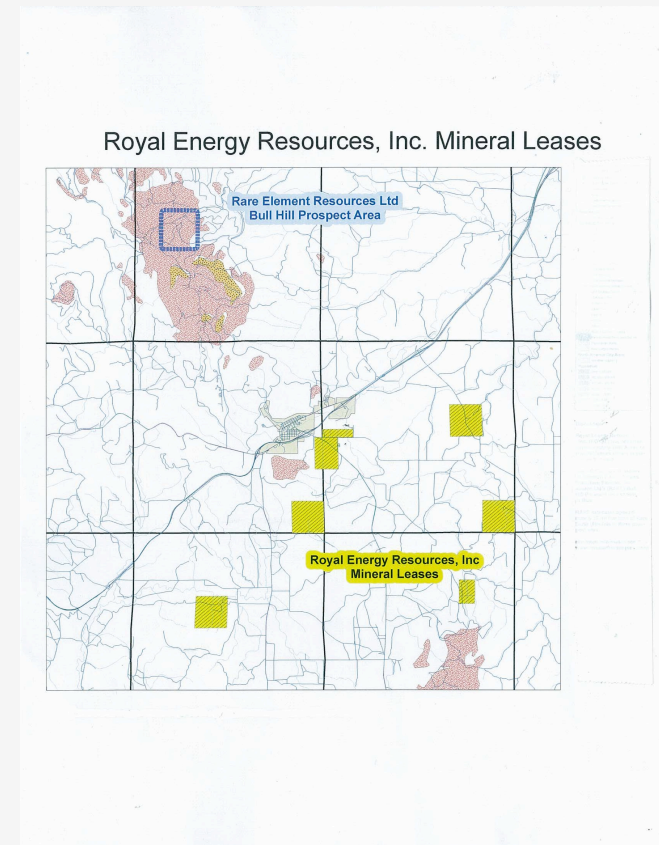 Royal Energy Resources, Inc. Mineral Leases
Rare Element Resources Ltd
Bull Hill Prospect Area
Royal Energy Resources, Inc
Mineral Leases